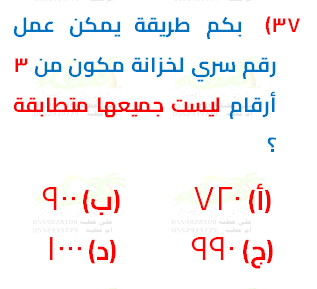 ٣٧) بكم طريقة يمكن عمل
رقم سري لخزانة مكون من ٣
أرقام ليست جميعها متطابقة
؟
(أ) ٧٢٠ (ب) ٩٠٠
(ج) ٩٩٠ (د) ١٠٠٠